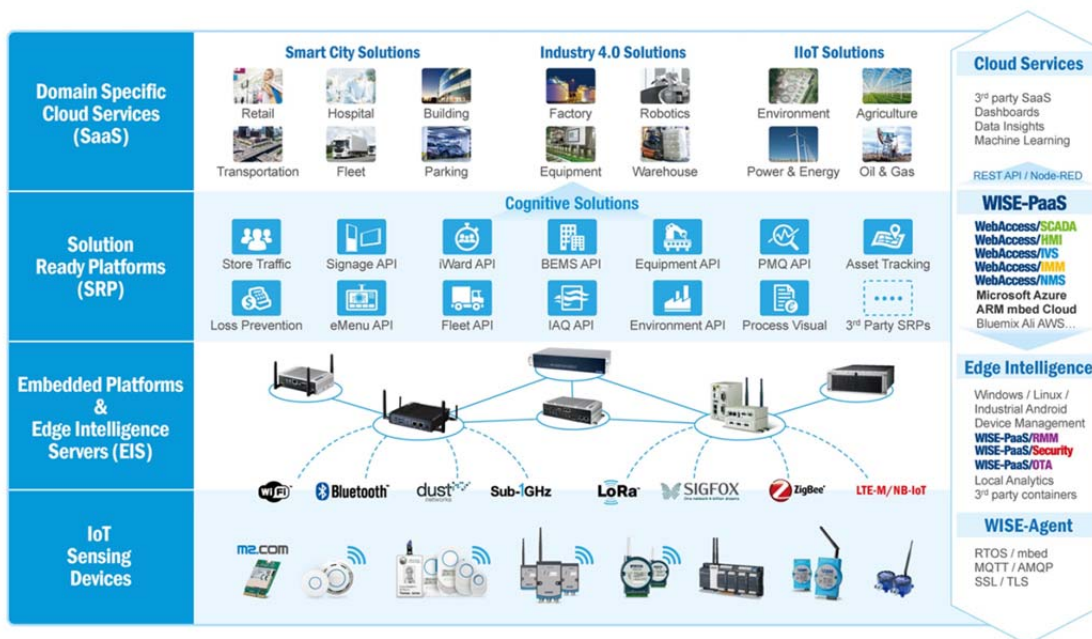 Domain Specific
Cloud Services
(SaaS)
Smart City Solutions
Industry 4.0 Solutions
IIoT Solutions
Retail
Hospital
Building
Factory
Robotics
Environment
Agriculture
Transportation
Fleet
Parking
Equipment
Warehouse
Power & Energy
Oil & Gas
Solution
Ready Platforms
(SRP)
Cognitive Solutions
Store Traffic
Signage API
iWard API
BEMS API
Equipment API
PMQ API
Asset Tracking
Loss Prevention
eMenu API
Fleet API
IAQ API
Environment API
Process Visual
3rd Party SRPs
Embedded Platforms
&
Edge Intelligence
Servers (EIS)
Wi Fi
Bluetooth
dust
networks
Sub-1GHz
LoRa
SIGFOX
ZigBee
LTE-M/NB-IoT
IoT
Sensing
Devices
M2.COM
Cloud Services
3rd party SaaS
Dashboards
Data Insights
Machine Learning
REST API / Node-RED
WISE-PaaS
WebAccess/SCADA
WebAccess/HMI
WebAccess/IVS
WebAccess/IMM
WebAccess/NMS
Microsoft Azure
ARM mbed Cloud
Bluemix Ali AWS...
Edge Intelligence
Windows / Linux /
Industrial Android
Device Management
WISE-PaaS/RMM
WISE-PaaS/Security
WISE-PaaS/OTA
Local Analytics
3rd party containers
WISE-Agent
RTOS / mbed
MQTT / AMQP
SSL / TLS